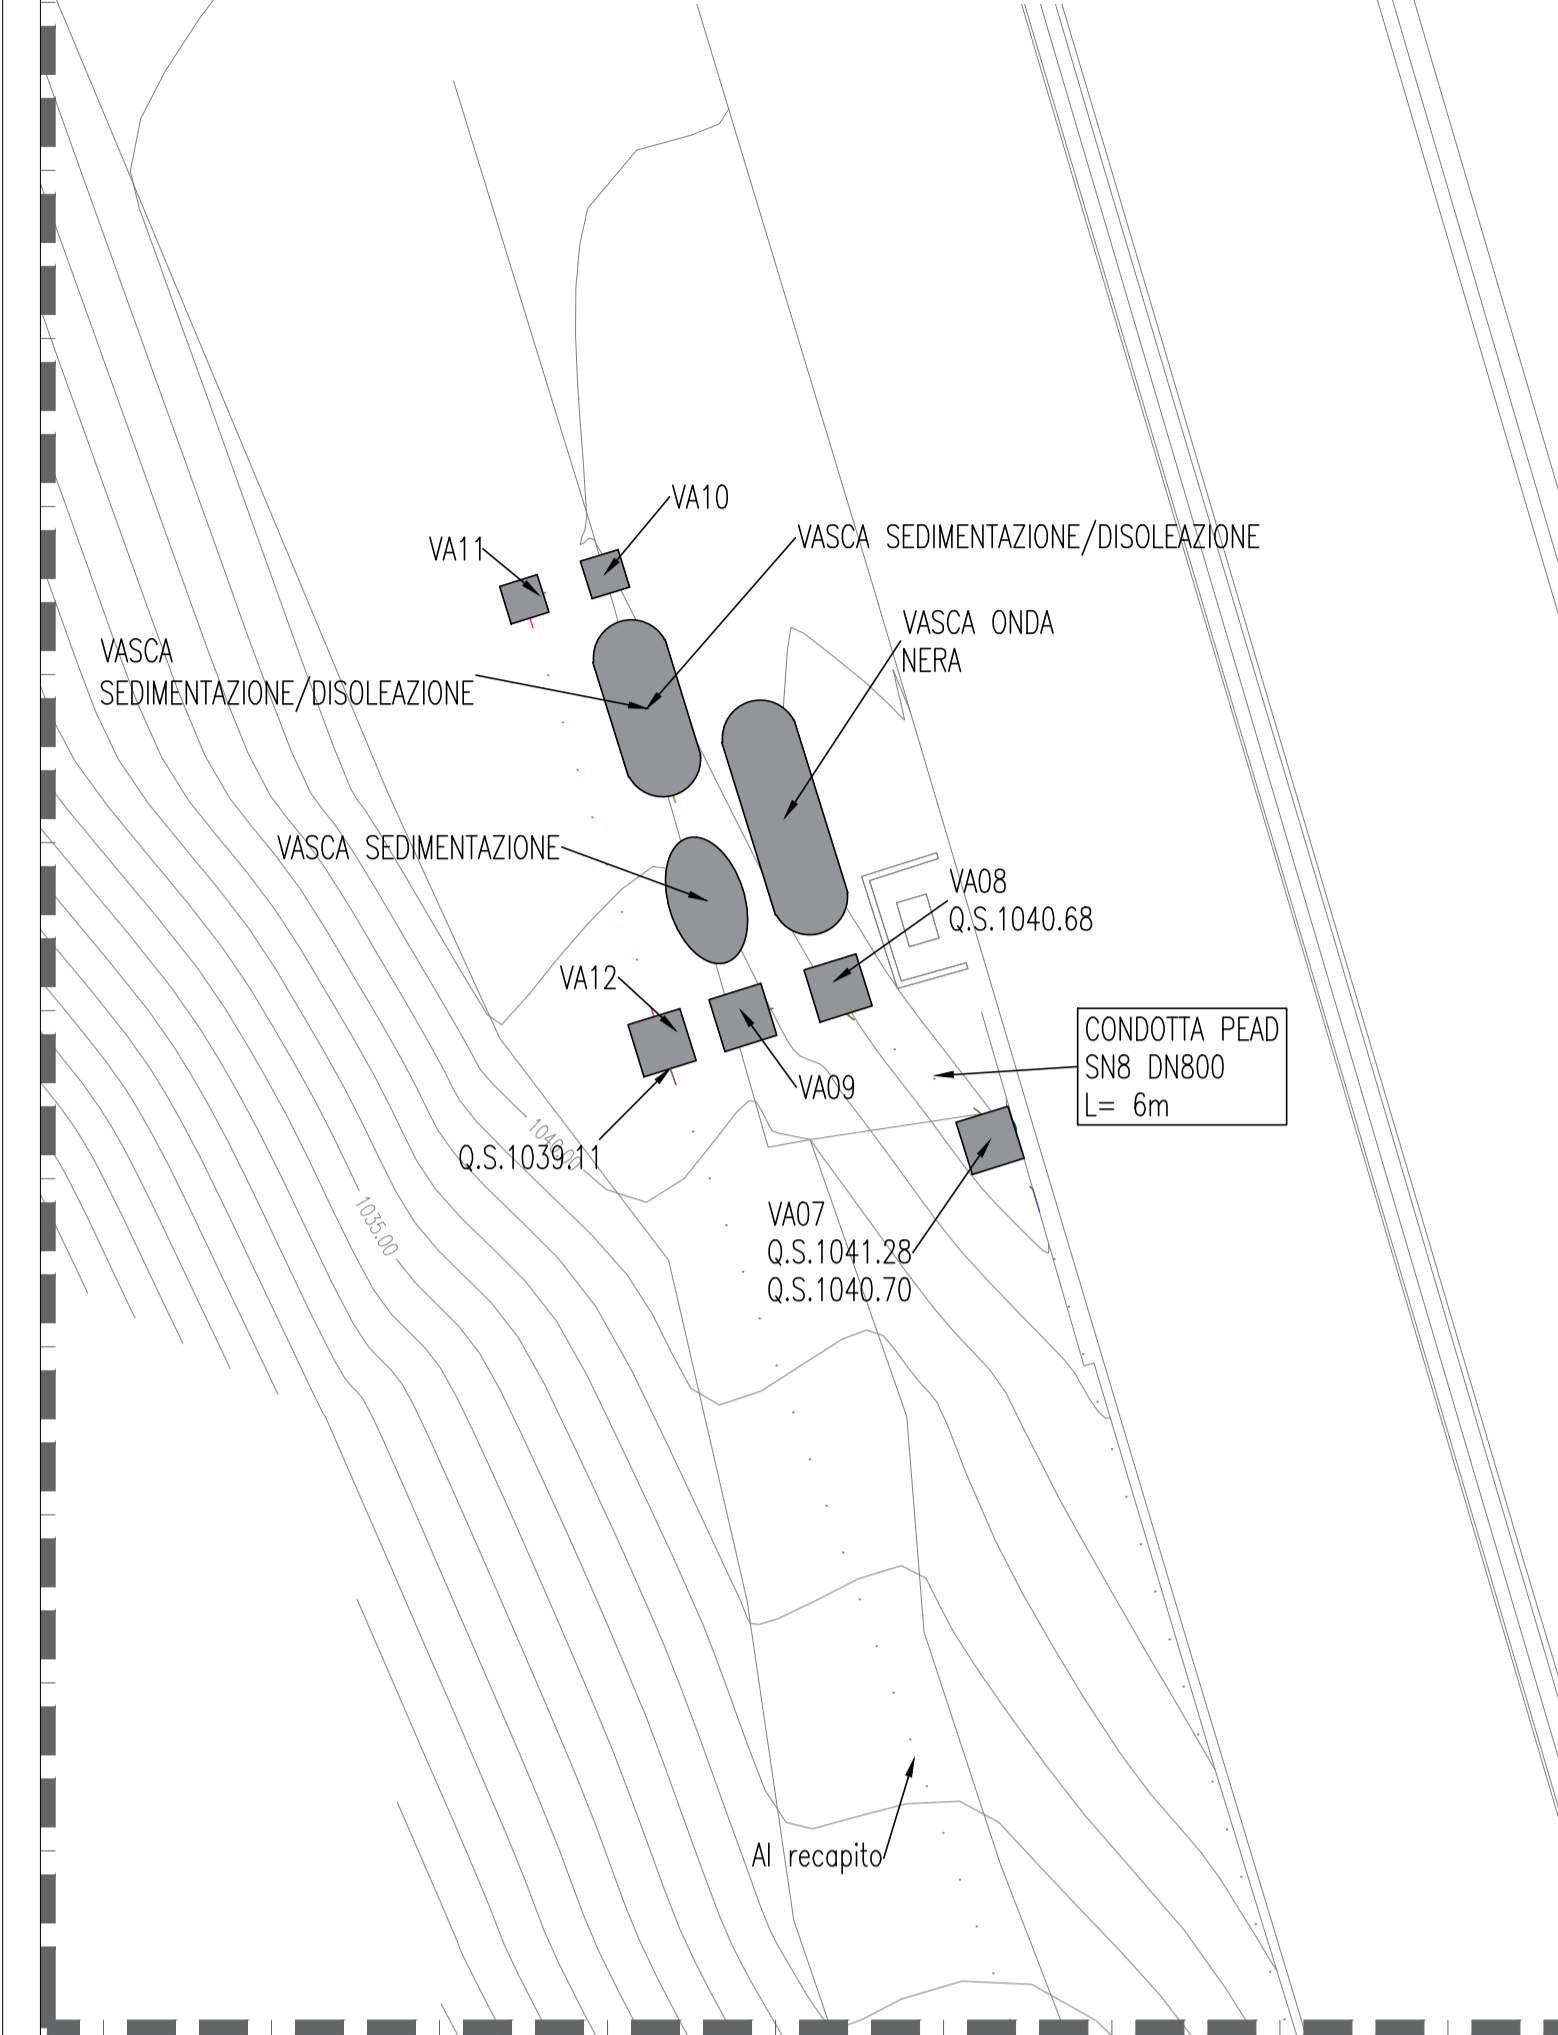 VA10
VASCA SEDIMENTAZIONE/DISOLEAZIONE
VA11
VASCA ONDA
NERA
VASCA
SEDIMENTAZIONE/DISOLEAZIONE
VASCA SEDIMENTAZIONE
VA08
Q.S.1040.68
VA12
CONDOTTA PEAD
SN8 DN800
L= 6m
VA09
1040.00
Q.S.1039.11
1035.00
VA07
Q.S.1041.28
Q.S.1040.70
Al recapito